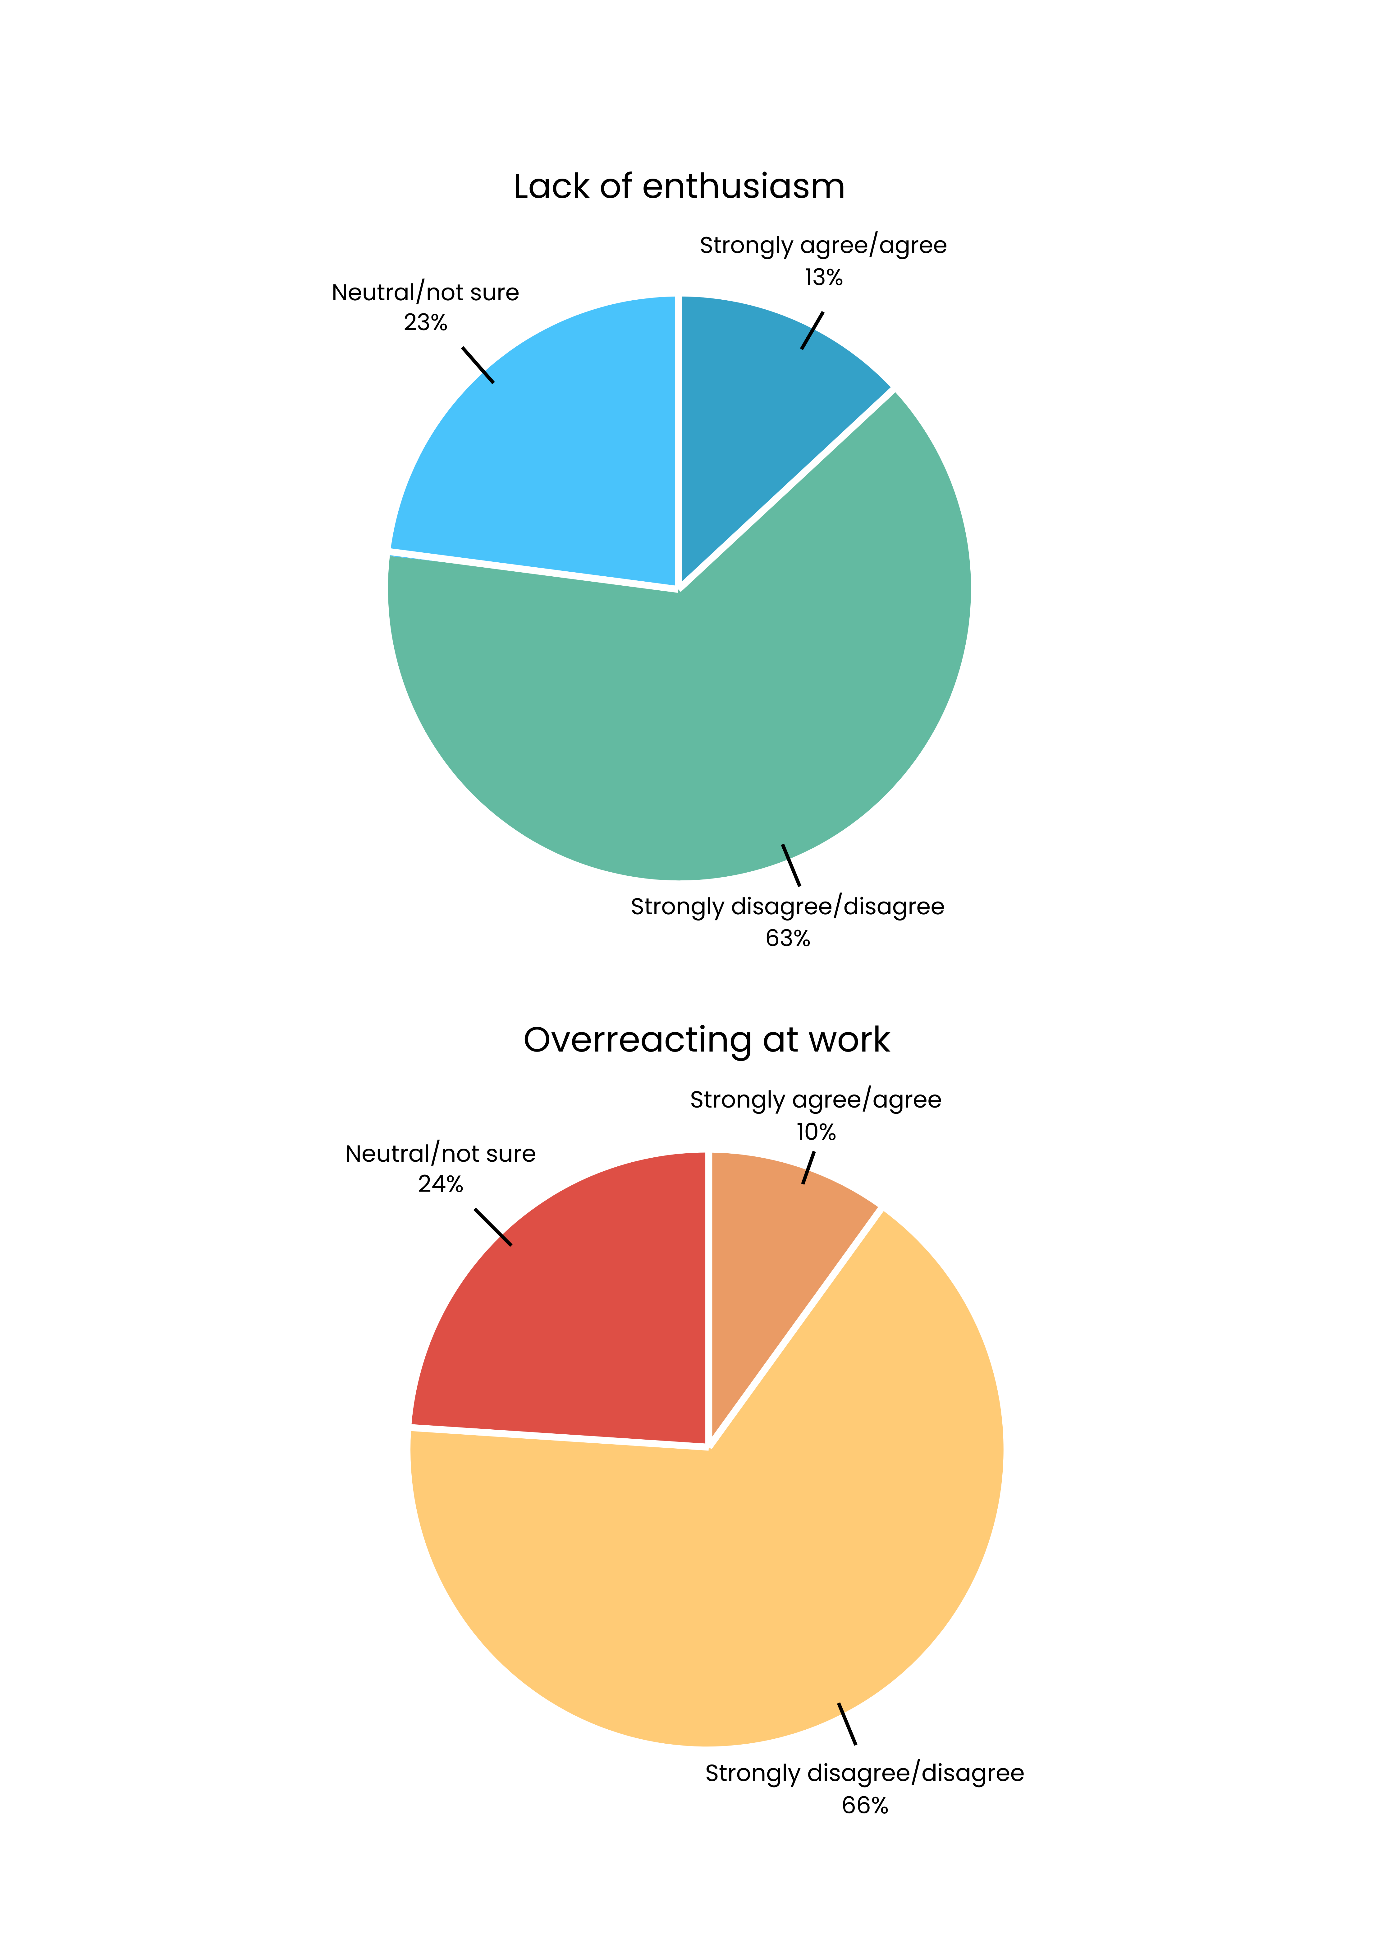 Lack of enthusiasm
Strongly agree/agree
13%
Neutral/not sure
23%
Strongly disagree/disagree
63%
Overreacting at work
Strongly agree/agree
10%
Neutral/not sure
24%
Strongly disagree/disagree
66%